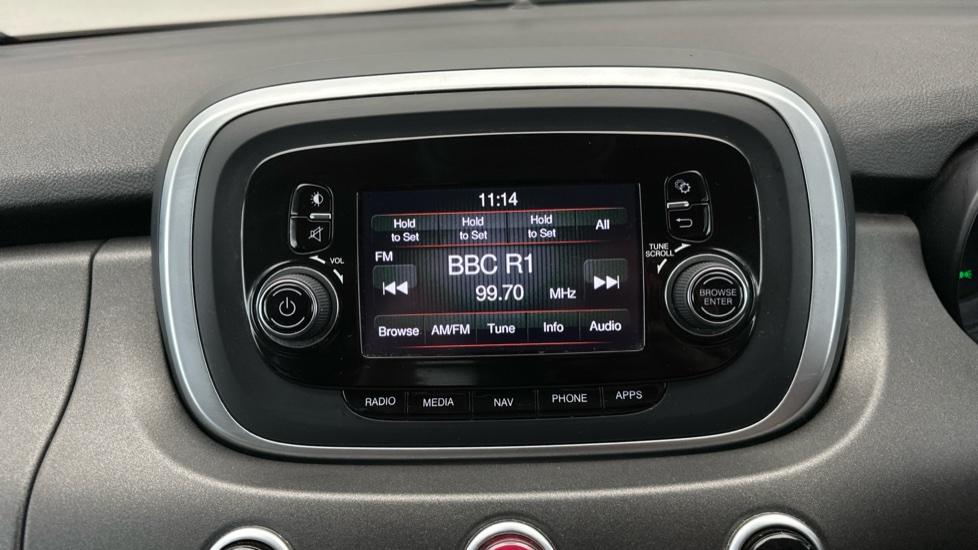 11:14
Hold to Set
Hold to Set
Hold to Set
All
FM
BBC R1
99.70 MHz
Browse AM/FM Tune Info Audio
VOL
TUNE
SCROLL
BROWSE
ENTER
RADIO MEDIA NAV PHONE APPS